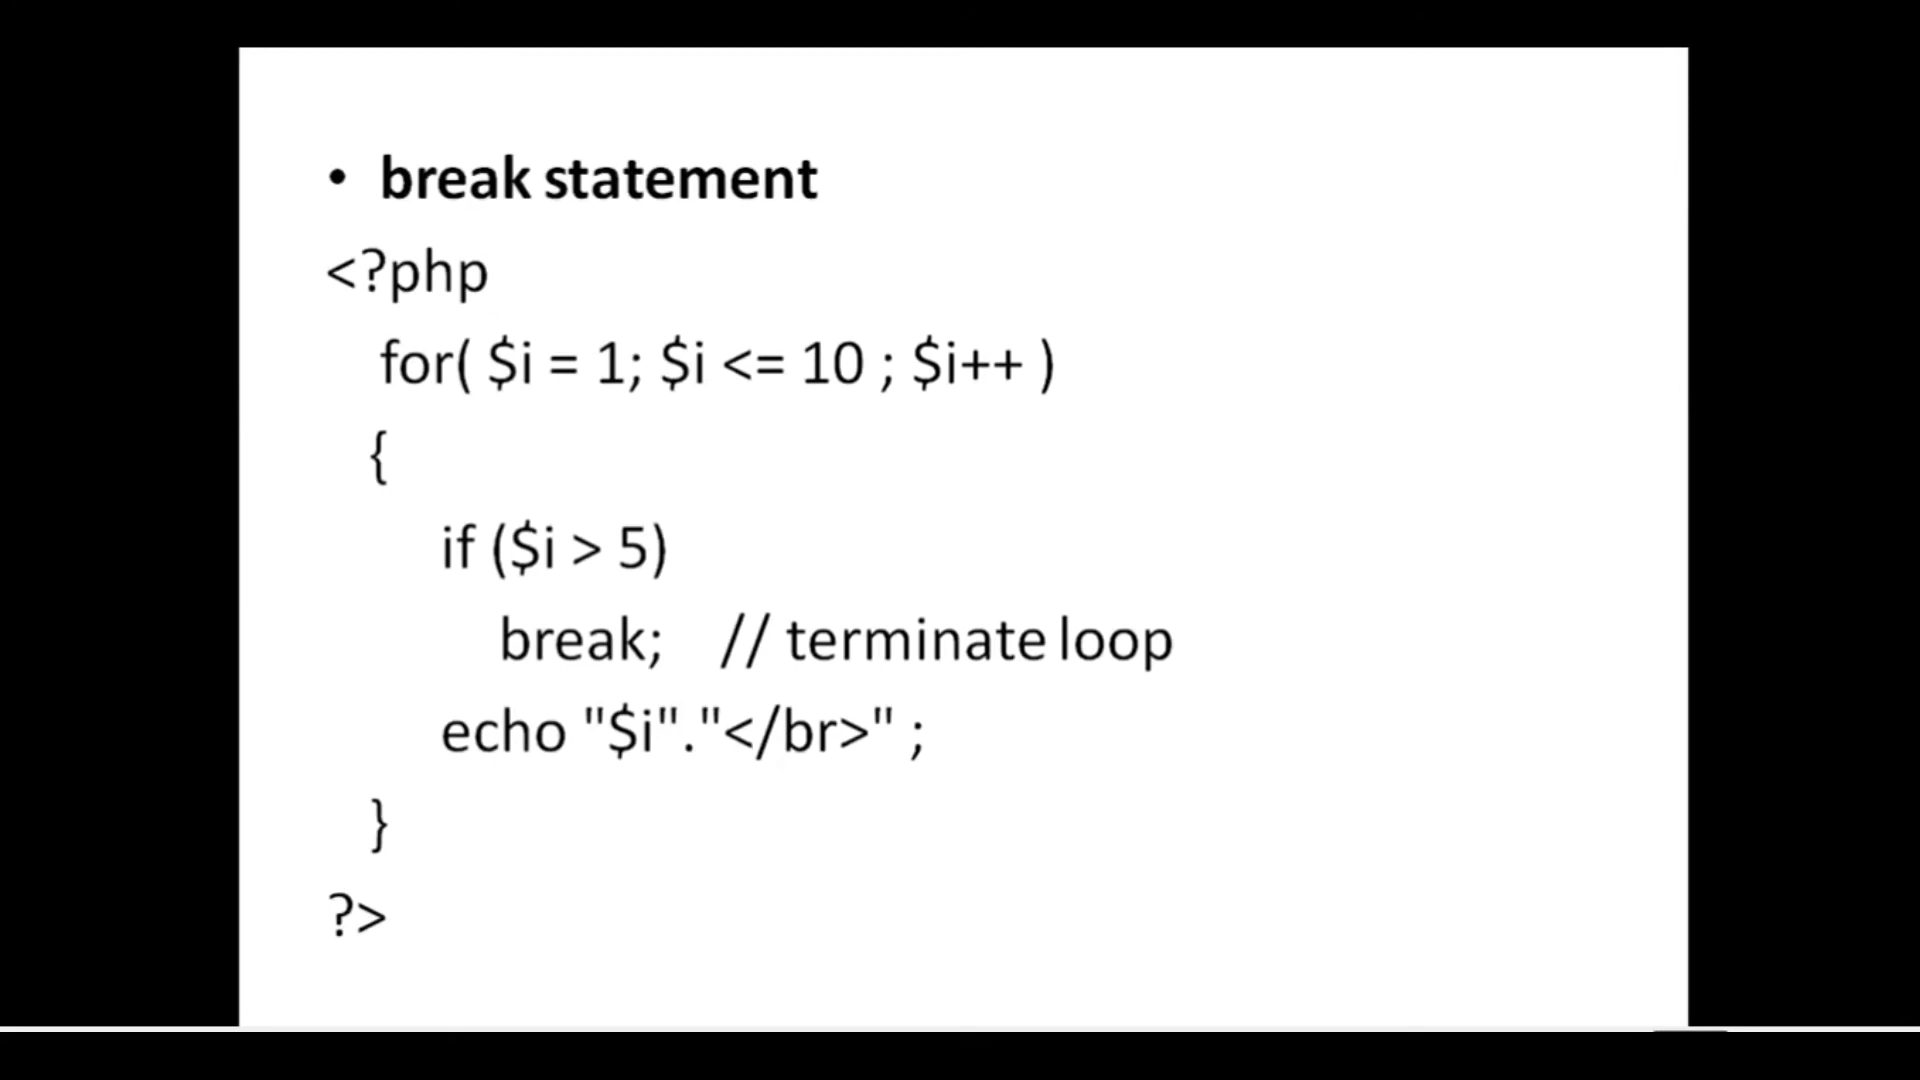 • break statement
<?php
for( $i = 1; $i <= 10 ; $i++ )
{
if ($i > 5)
break; // terminate loop
echo "$i"."</br>" ;
}
?>